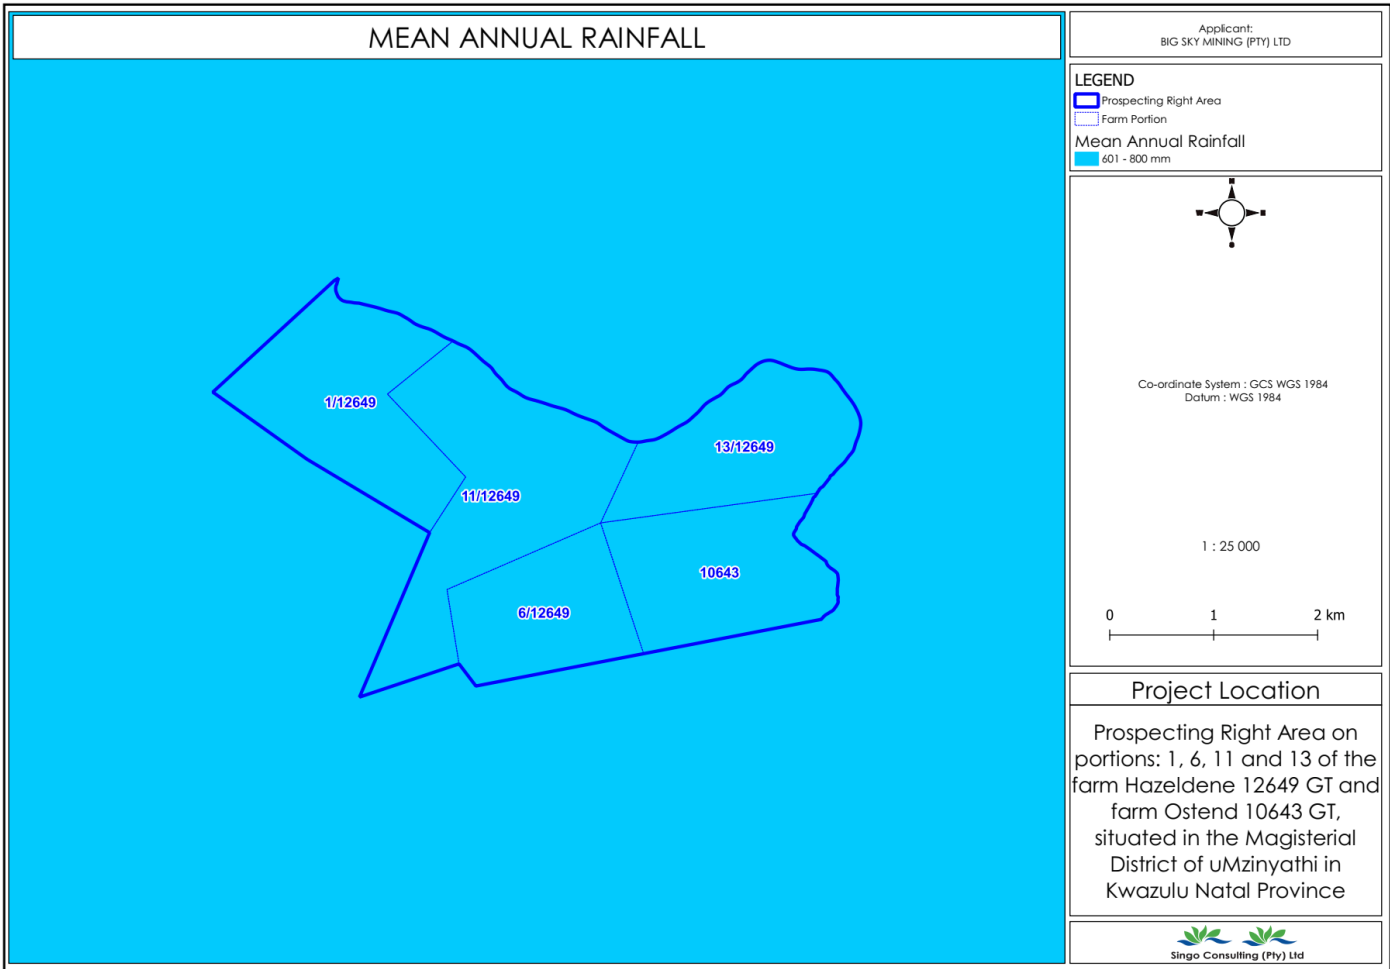 MEAN ANNUAL RAINFALL
1/12649
11/12649
13/12649
10643
6/12649
Applicant:
BIG SKY MINING (PTY) LTD
LEGEND
Prospecting Right Area
Farm Portion
Mean Annual Rainfall
601 - 800 mm
Co-ordinate System : GCS WGS 1984
Datum : WGS 1984
1 : 25 000
0 1 2 km
Project Location
Prospecting Right Area on
portions: 1, 6, 11 and 13 of the
farm Hazeldene 12649 GT and
farm Ostend 10643 GT,
situated in the Magisterial
District of uMzinyathi in
Kwazulu Natal Province
Singo Consulting (Pty) Ltd